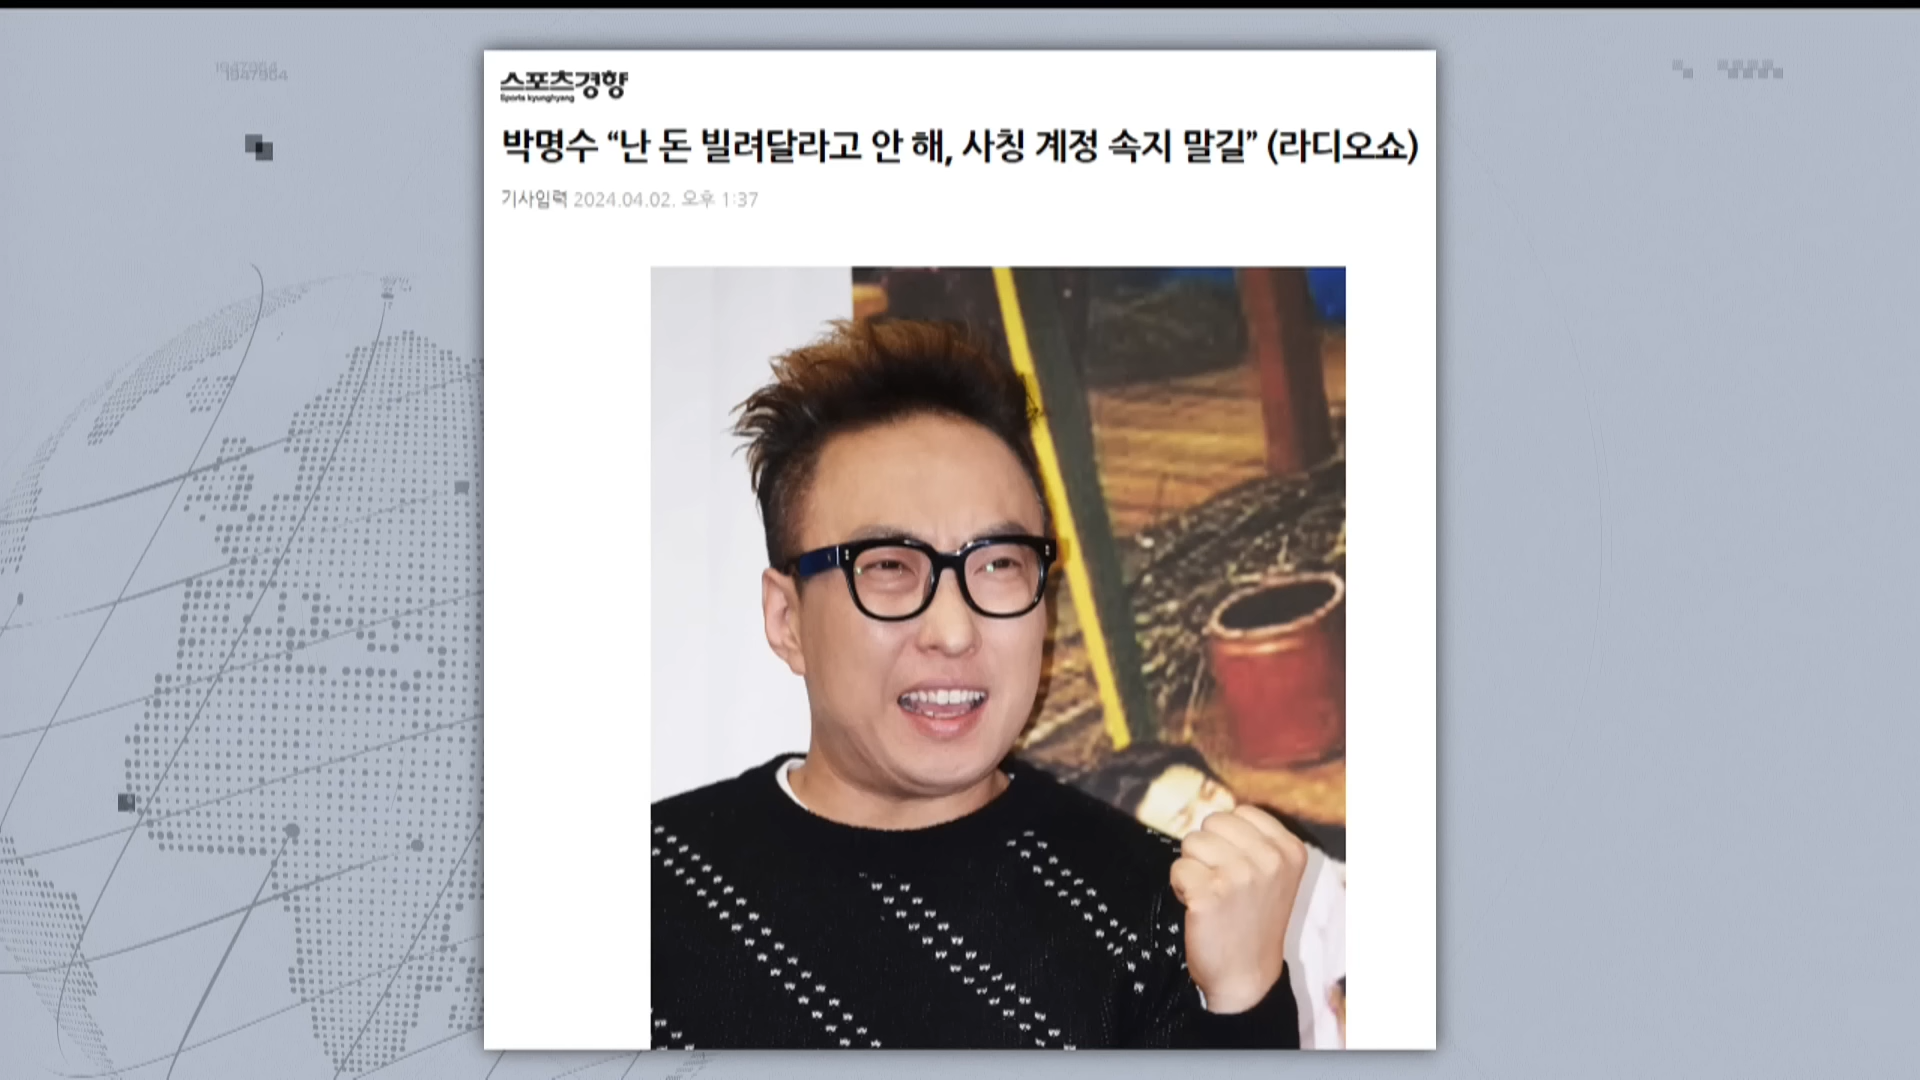 스포츠경향
Sports kyunghyang
박명수 “난 돈 빌려달라고 안 해, 사칭 계정 속지 말길” (라디오쇼)
기사입력 2024.04.02. 오후 1:37